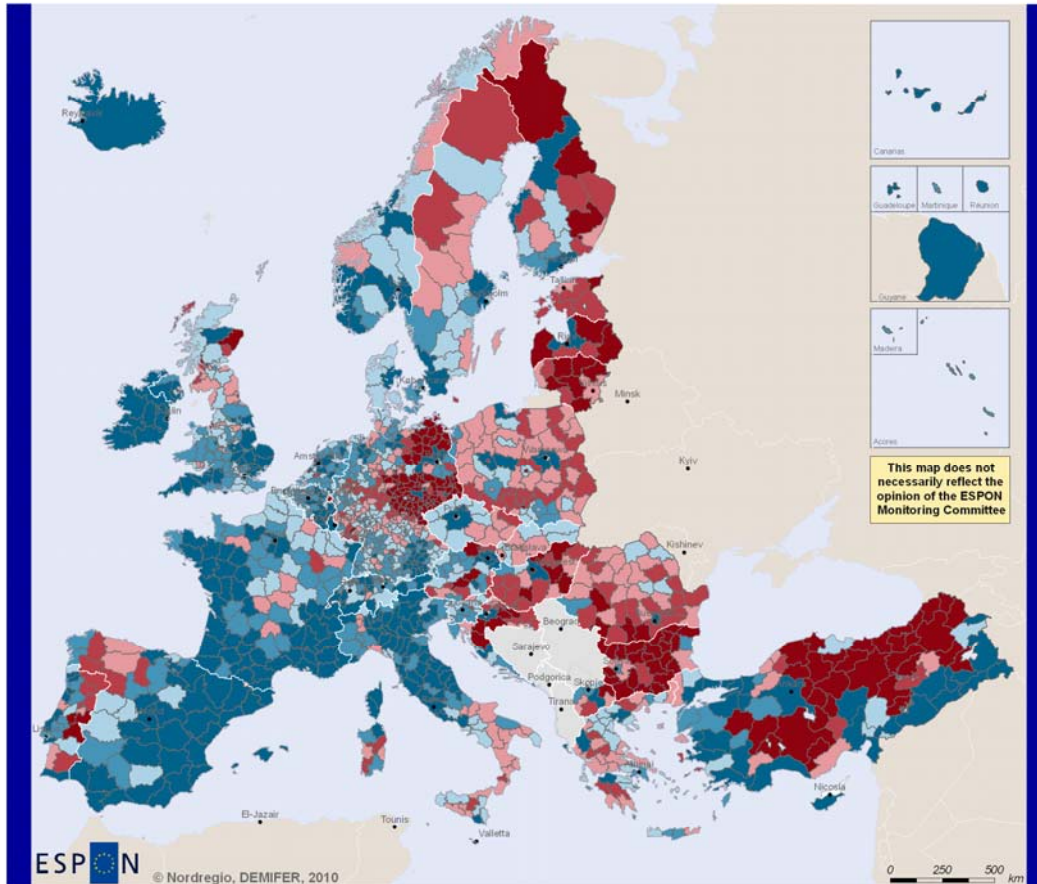 Canarias
Reykjavik
Guadeloupe
Martinique
Réunion
Guyane
Madeira
Acores
Tallinn
Minsk
This map does not
necessarily reflect the
opinion of the ESPON
Monitoring Committee
Kyiv
Kishinev
Beograd
Sarajevo
Podgorica
Skopje
Tirana
Nicosia
El-Jazair
Tounis
Valletta
ESPON
© Nordregio, DEMIFER, 2010
0 250 500
km